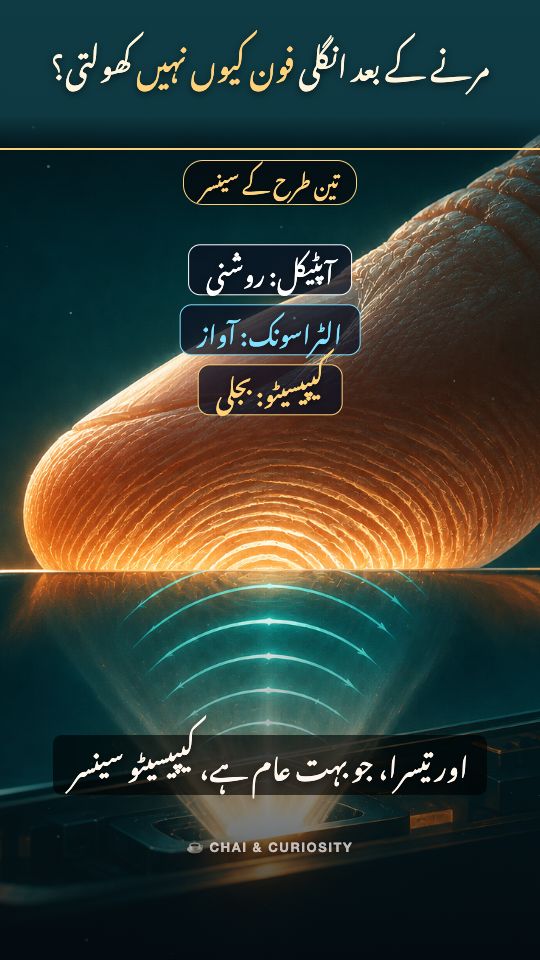 مرنے کے بعد انگلی فون کیوں نہیں کھولتی؟
تین طرح کے سینسر
آپٹیکل: روشنی
الٹراسونک: آواز
کیپیسیٹو: بجلی
اور تیسرا، جو بہت عام ہے، کیپیسیٹو سینسر
CHAI & CURIOSITY